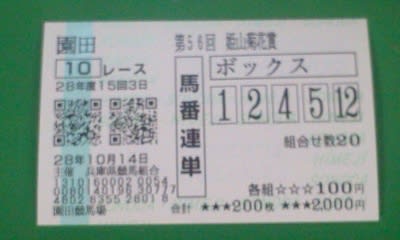 園田
第56回 姫山菊花賞
10レース
28年度15回3日
馬番連単
ボックス
1 2 4 5 12
組合せ数20
28年10月14日
主催 兵庫県競馬組合
各組☆☆☆100円
園田競馬場
合計 ★★★200枚 ★★★2,000円